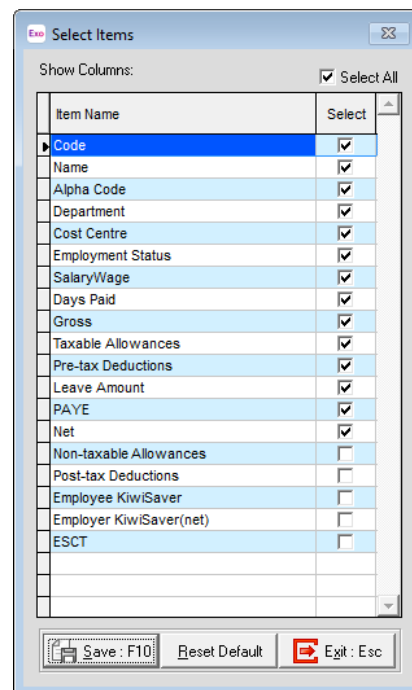 Exo Select Items
Show Columns:
Select All
Item Name Select
Code
Name
Alpha Code
Department
Cost Centre
Employment Status
SalaryWage
Days Paid
Gross
Taxable Allowances
Pre-tax Deductions
Leave Amount
PAYE
Net
Non-taxable Allowances
Post-tax Deductions
Employee KiwiSaver
Employer KiwiSaver(net)
ESCT
Save : F10 Reset Default Exit : Esc